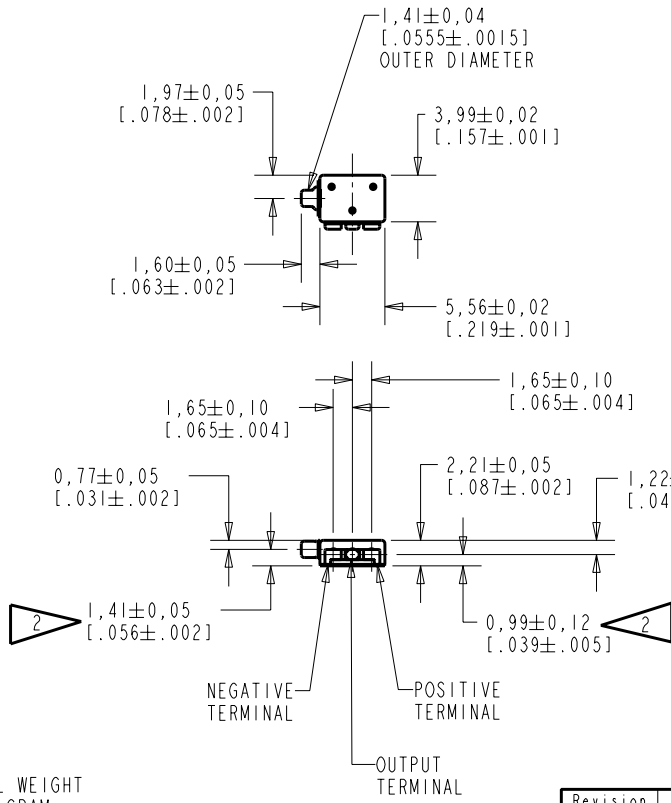 1,41±0,04
[.0555±.0015]
OUTER DIAMETER
1,97±0,05
[.078±.002]
3,99±0,02
[.157±.001]
1,60±0,05
[.063±.002]
5,56±0,02
[.219±.001]
1,65±0,10
[.065±.004]
1,65±0,10
[.065±.004]
0,77±0,05
[.031±.002]
2,21±0,05
[.087±.002]
1,22±
[.04
2
1,41±0,05
[.056±.002]
0,99±0,12
[.039±.005]
2
NEGATIVE
TERMINAL
POSITIVE
TERMINAL
OUTPUT
TERMINAL
WEIGHT
Revision